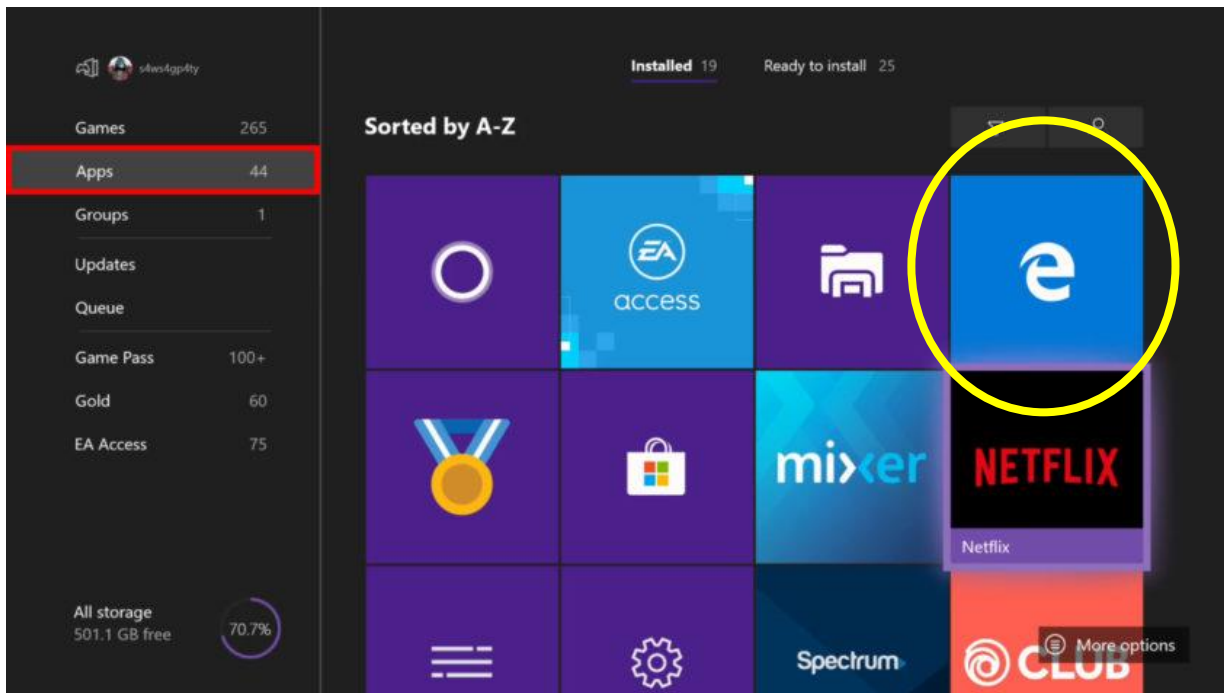 s4ws4gp4ty
Installed 19
Ready to install 25
Games 265
Apps 44
Groups 1
Updates
Queue
Game Pass 100+
Gold 60
EA Access 75
All storage
501.1 GB free
70.7%
Sorted by A-Z
EA
access
e
mixer
NETFLIX
Netflix
Spectrum
CLUB
More options